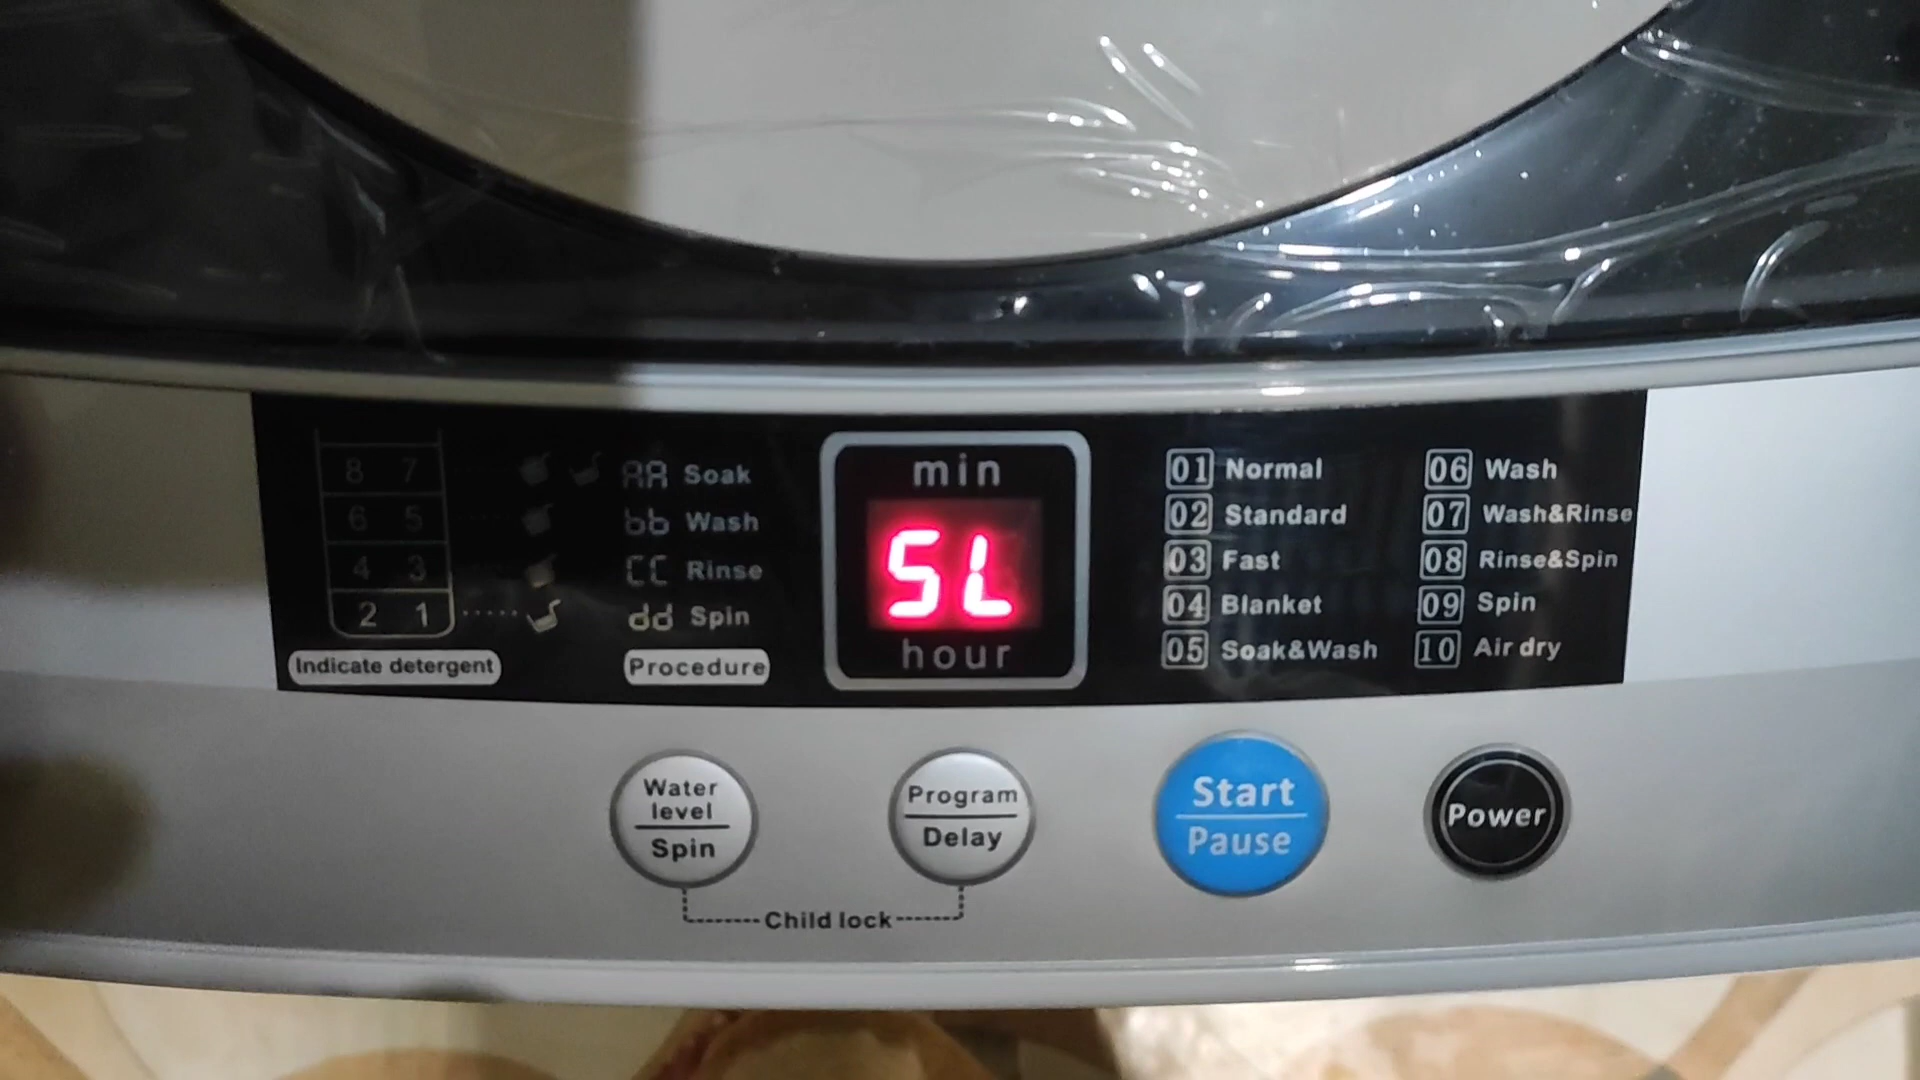 8 7
6 5
4 3
2 1
Indicate detergent
AA Soak
bb Wash
CC Rinse
dd Spin
Procedure
min
5L
hour
01 Normal
02 Standard
03 Fast
04 Blanket
05 Soak&Wash
06 Wash
07 Wash&Rinse
08 Rinse&Spin
09 Spin
10 Air dry
Water
level
Spin
Program
Delay
Start
Pause
Power
Child lock